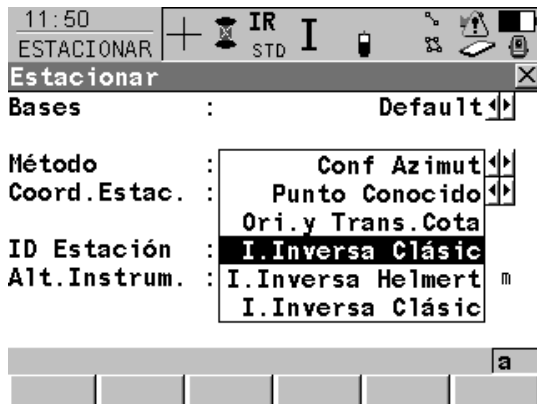 11:50
ESTACIONAR
IR
STD
I
Estacionar
Bases : Default
Método : Conf Azimut
Coord.Estac. : Punto Conocido
Ori.y Trans.Cota
ID Estación : I.Inversa Clásic
Alt.Instrum. : I.Inversa Helmert m
I.Inversa Clásic
a